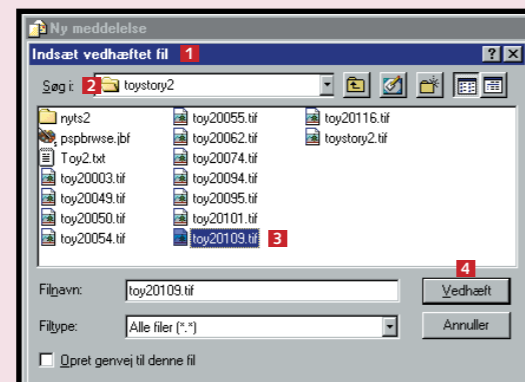 Ny meddelelse
Indsæt vedhæftet fil 1
Søg i: 2 toystory2
nyts2 toy20055.tif toy20116.tif
pspbrwse.jbf toy20062.tif toystory2.tif
Toy2.txt toy20074.tif
toy20003.tif toy20094.tif
toy20049.tif toy20095.tif
toy20050.tif toy20101.tif
toy20054.tif toy20109.tif 3
4
Filnavn: toy20109.tif Vedhæft
Filtype: Alle filer (*.*) Annuller
Opret genvej til denne fil